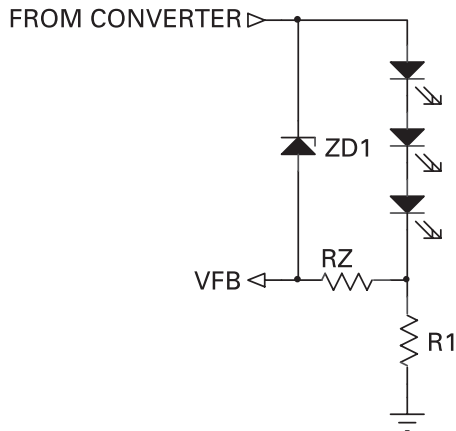 FROM CONVERTER
ZD1
RZ
VFB
R1